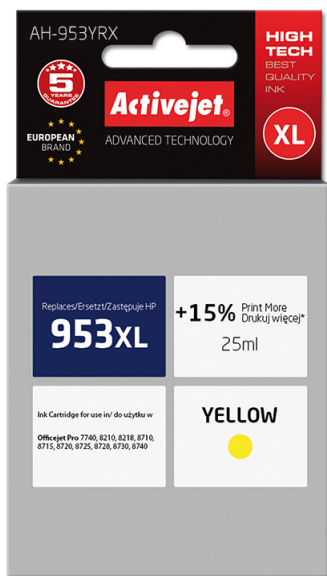 AH-953YRX
HIGH
TECH
BEST
QUALITY
INK
XL
5
YEARS
GUARANTEE
Activejet®
EUROPEAN
BRAND
ADVANCED TECHNOLOGY
Replaces/Ersetzt/Zastępuje HP
953XL
+15% Print More
Drukuj więcej*
25ml
Ink Cartridge for use in/ do użytku w
Officejet Pro 7740, 8210, 8218, 8710,
8715, 8720, 8725, 8728, 8730, 8740
YELLOW